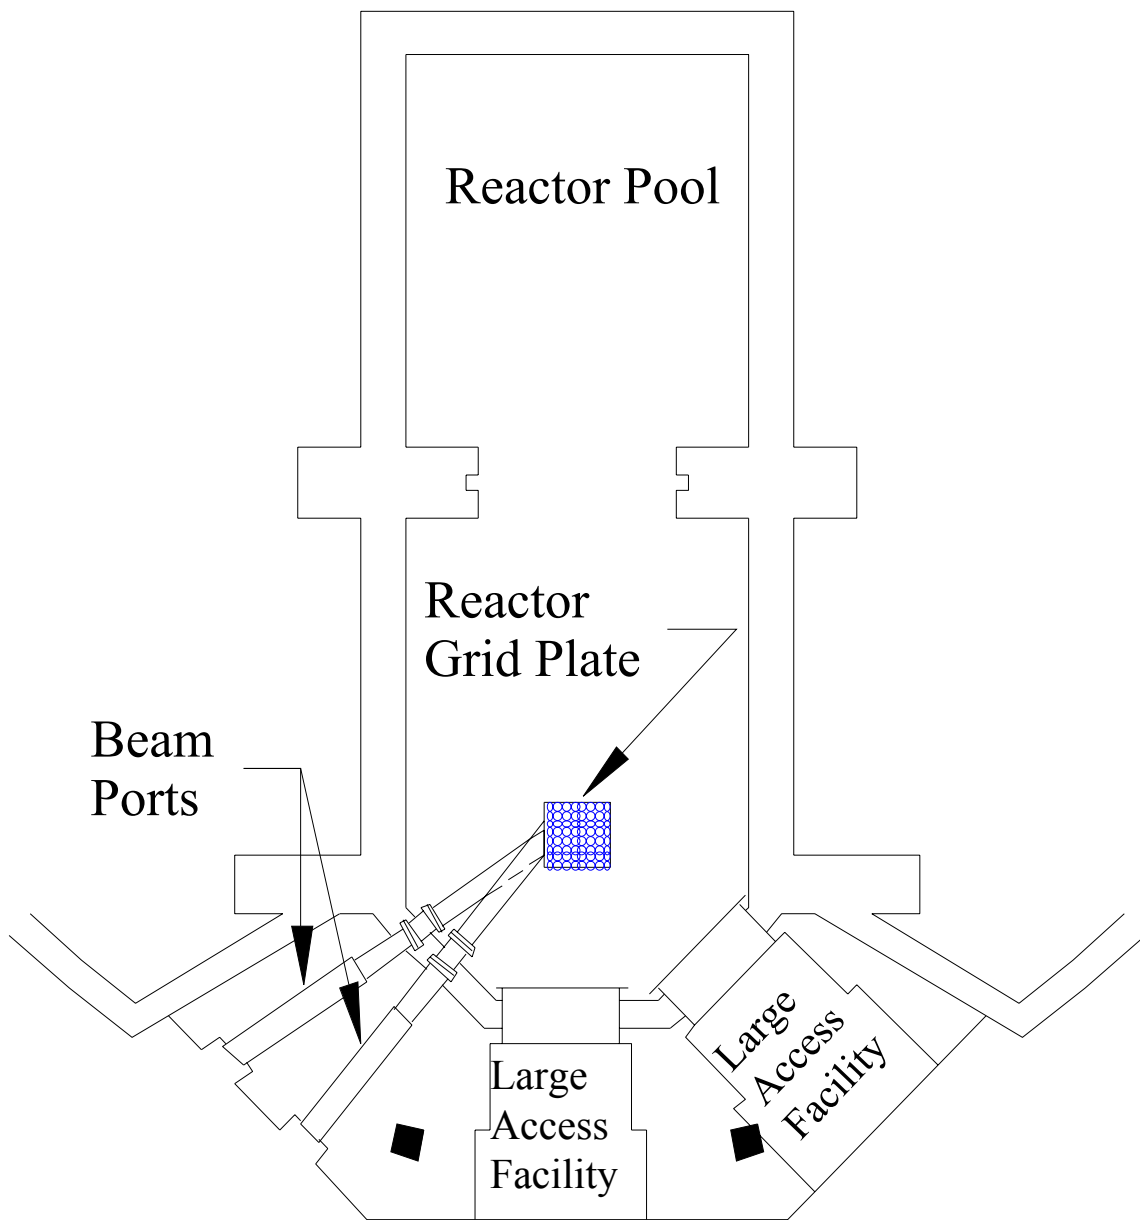 Reactor Pool
Reactor
Grid Plate
Beam
Ports
Large
Access
Facility
Large
Access
Facility